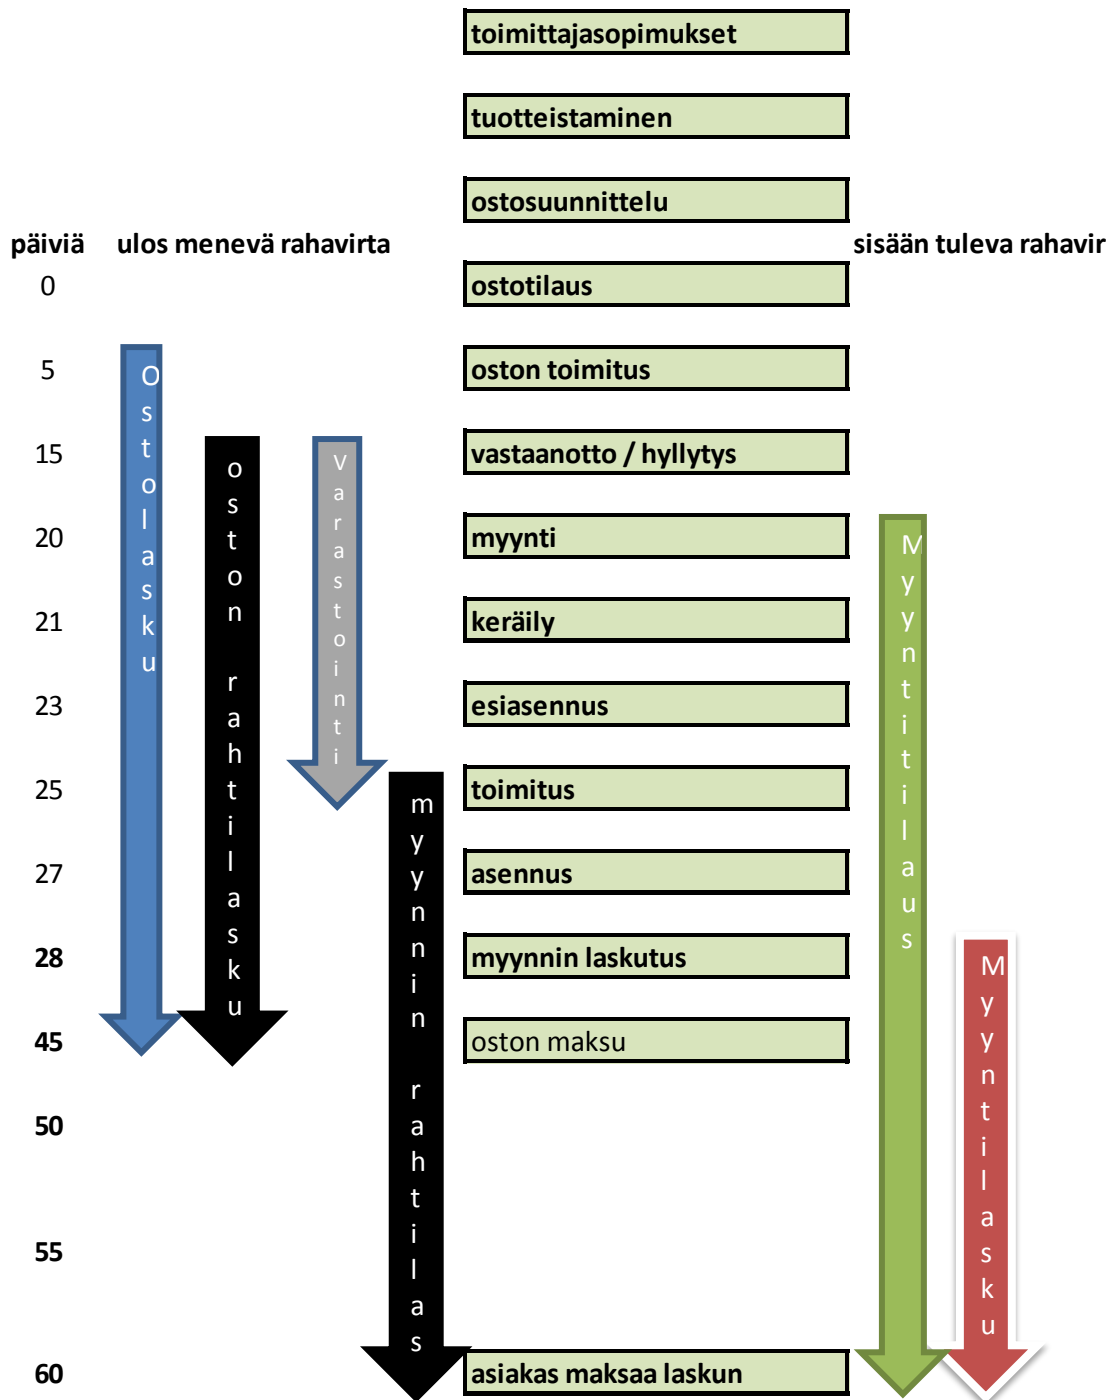 toimittajasopimukset
tuotteistaminen
ostosuunnittelu
päiviä ulos menevä rahavirta sisään tuleva rahavir
0 ostotilaus
5 oston toimitus
15 vastaanotto / hyllytys
20 myynti
21 keräily
23 esiasennus
25 toimitus
27 asennus
28 myynnin laskutus
45 oston maksu
50
55
60 asiakas maksaa laskun
Ostolasku
oston rahtilasku
Varastointi
myynnin rahtilas
Myyntitilaus
Myyntilasku